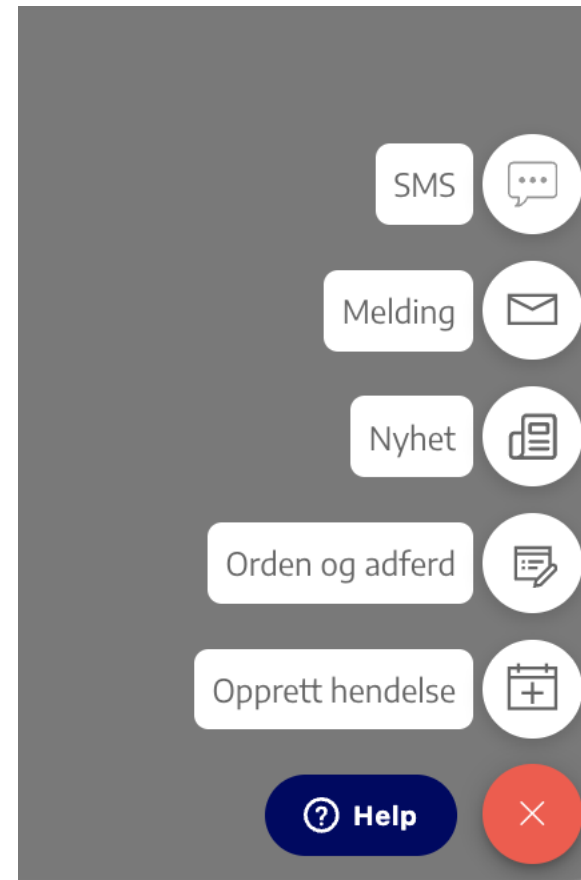 SMS
Melding
Nyhet
Orden og adferd
Opprett hendelse
Help